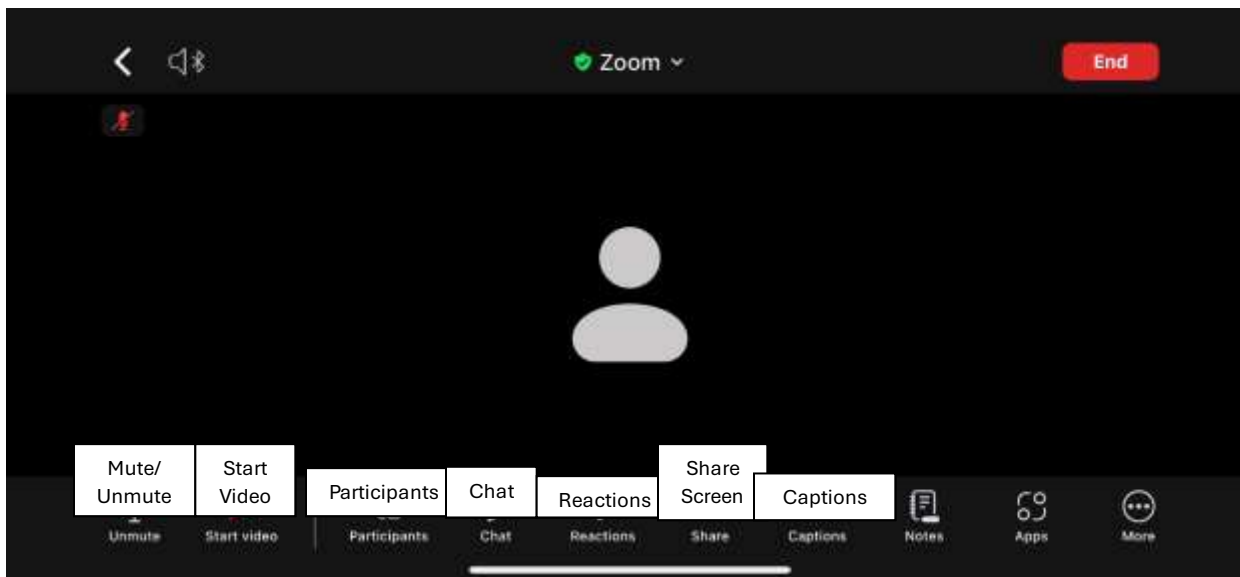 Zoom
End
Mute/
Unmute
Start
Video
Participants
Chat
Reactions
Share
Screen
Captions
Unmute
Start video
Participants
Chat
Reactions
Share
Captions
Notes
Apps
More